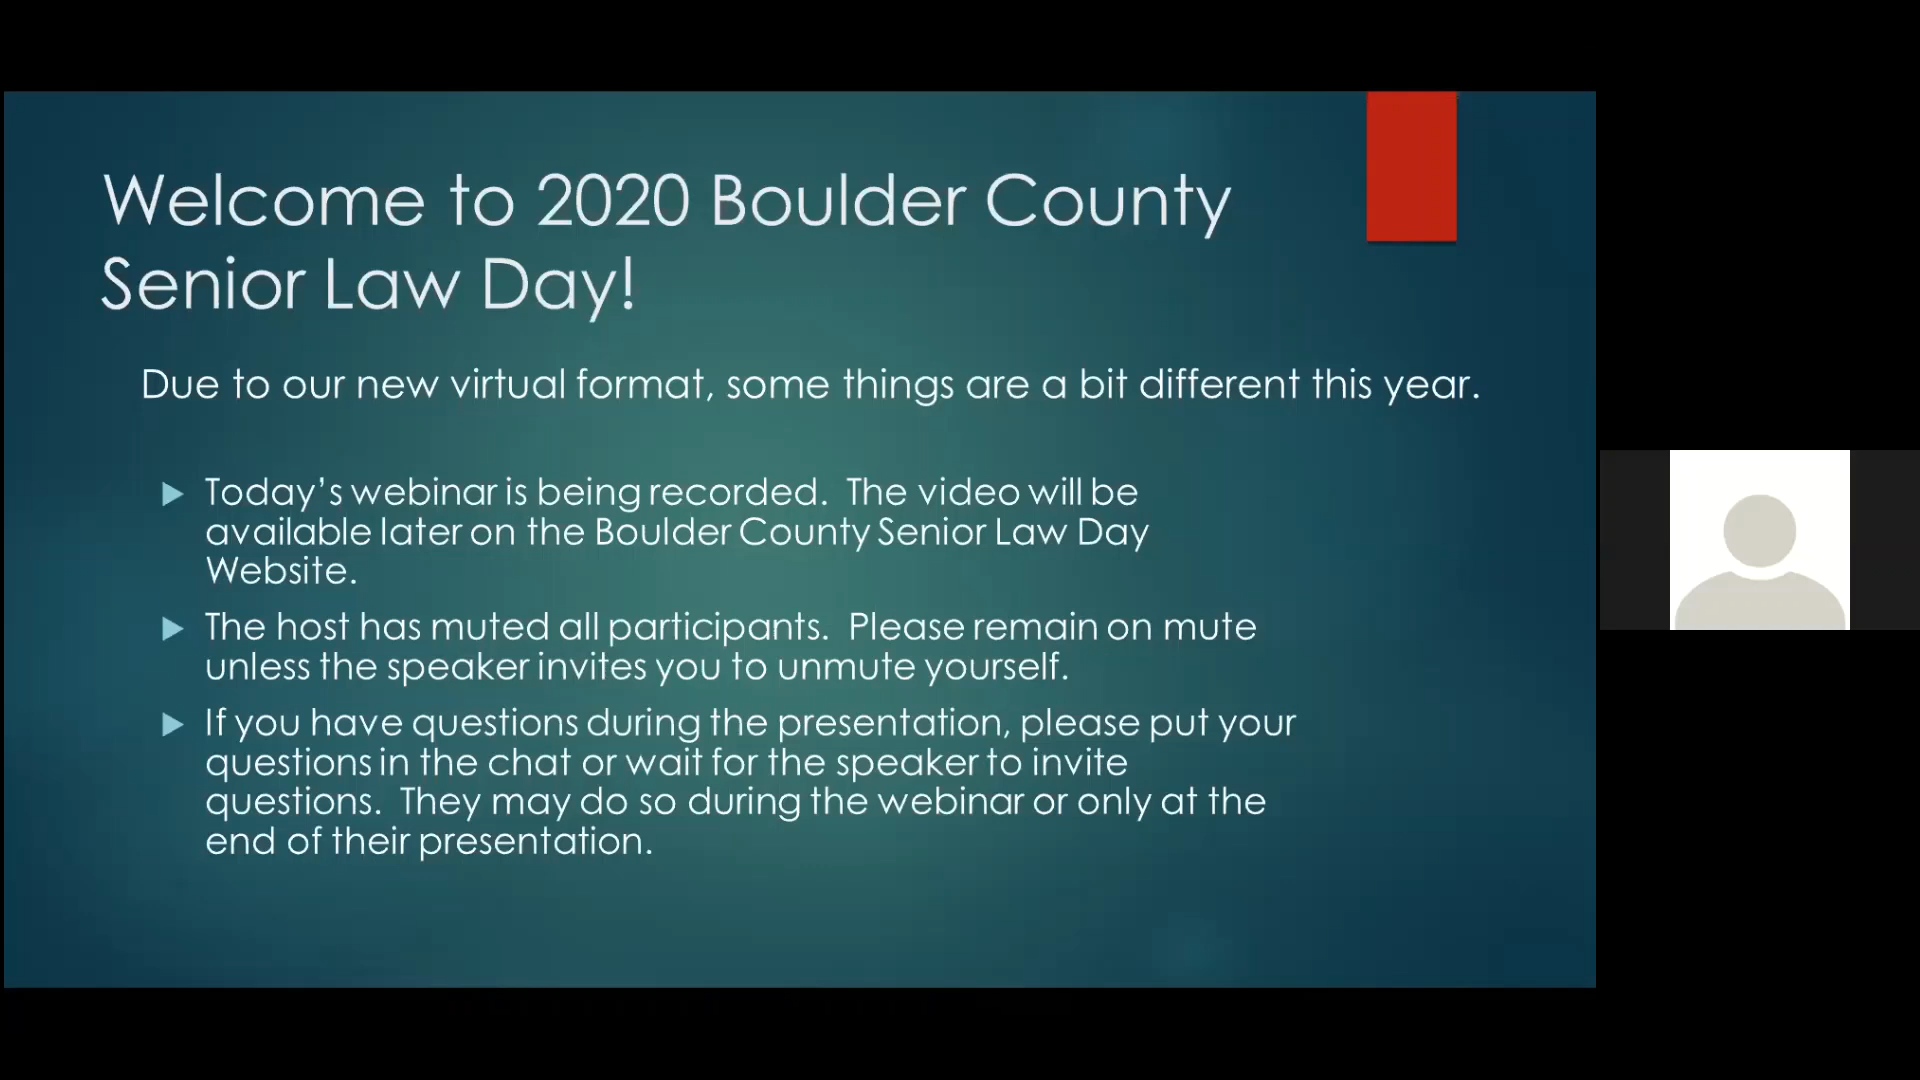 Welcome to 2020 Boulder County
Senior Law Day!
Due to our new virtual format, some things are a bit different this year.
Today’s webinar is being recorded.  The video will be
available later on the Boulder County Senior Law Day
Website.
The host has muted all participants.  Please remain on mute
unless the speaker invites you to unmute yourself.
If you have questions during the presentation, please put your
questions in the chat or wait for the speaker to invite
questions.  They may do so during the webinar or only at the
end of their presentation.